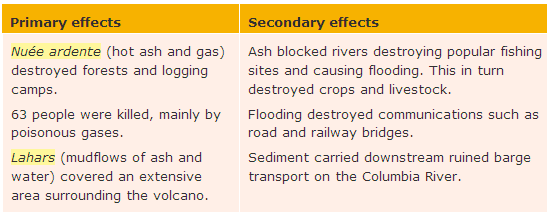 Primary effects
Secondary effects
Nuée ardente (hot ash and gas)
destroyed forests and logging
camps.
Ash blocked rivers destroying popular fishing
sites and causing flooding. This in turn
destroyed crops and livestock.
63 people were killed, mainly by
poisonous gases.
Flooding destroyed communications such as
road and railway bridges.
Lahars (mudflows of ash and
water) covered an extensive
area surrounding the volcano.
Sediment carried downstream ruined barge
transport on the Columbia River.